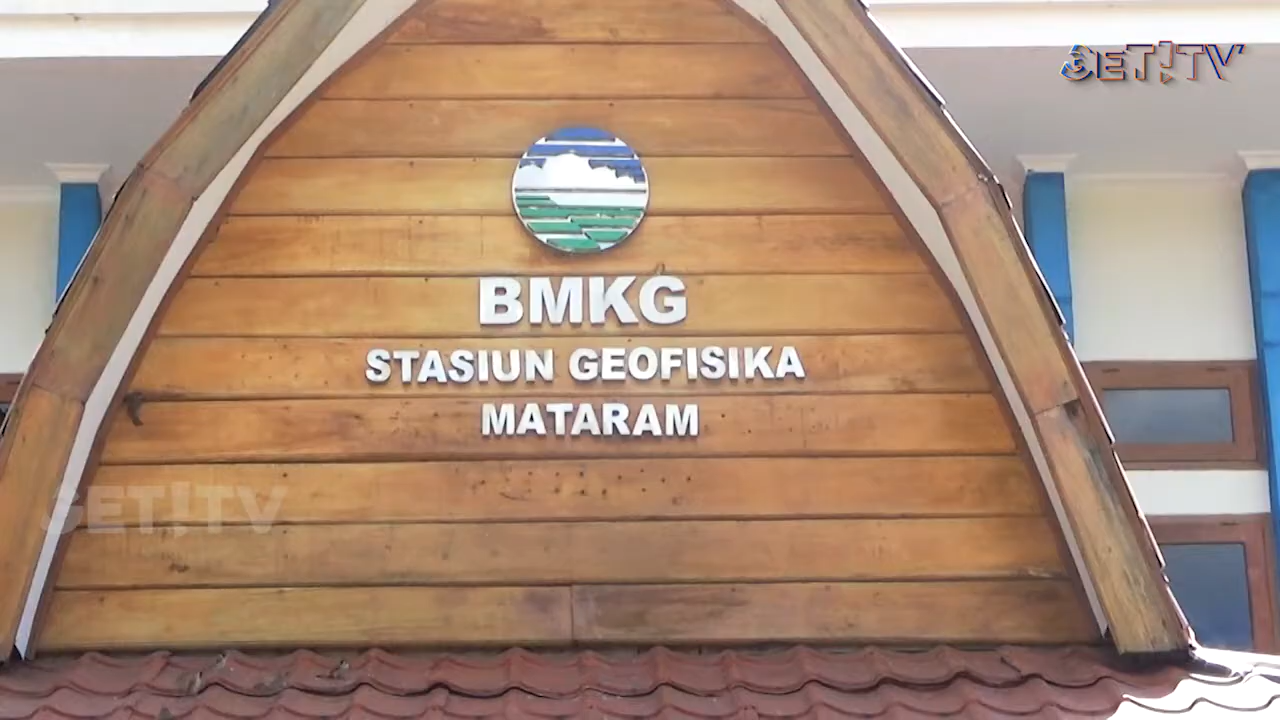 SET!TV
BMKG
STASIUN GEOFISIKA
MATARAM
SET!TV